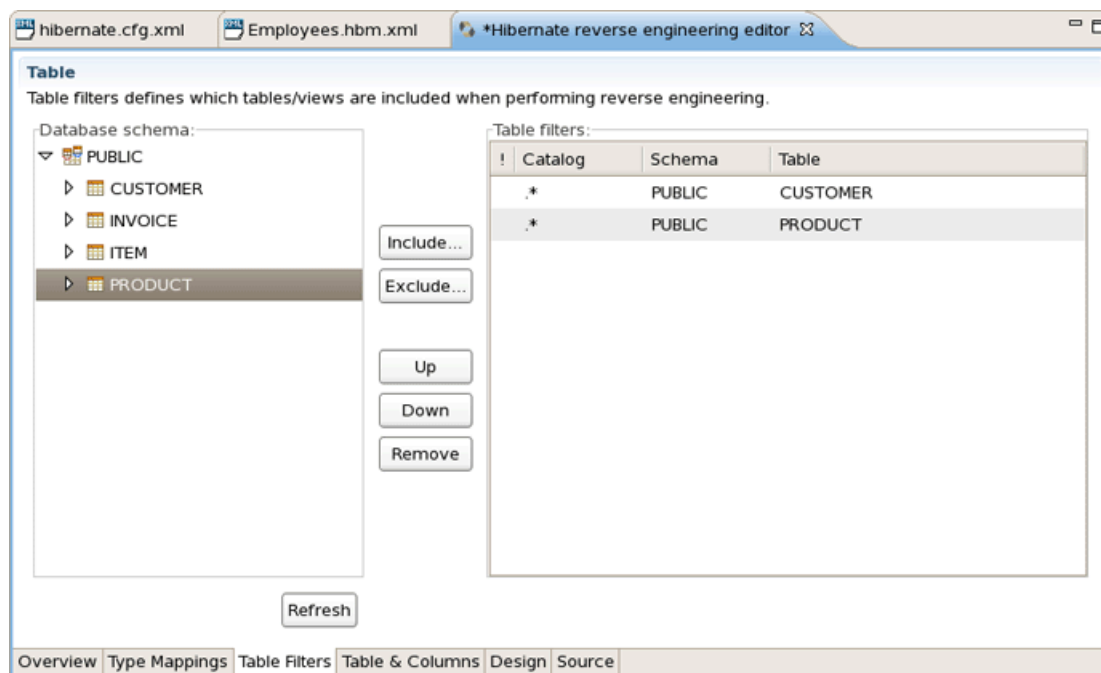 hibernate.cfg.xml Employees.hbm.xml *Hibernate reverse engineering editor
Table
Table filters defines which tables/views are included when performing reverse engineering.
Database schema:
PUBLIC
CUSTOMER
INVOICE
ITEM
PRODUCT
Include...
Exclude...
Up
Down
Remove
Table filters:
! Catalog Schema Table
.* PUBLIC CUSTOMER
.* PUBLIC PRODUCT
Refresh
Overview Type Mappings Table Filters Table & Columns Design Source